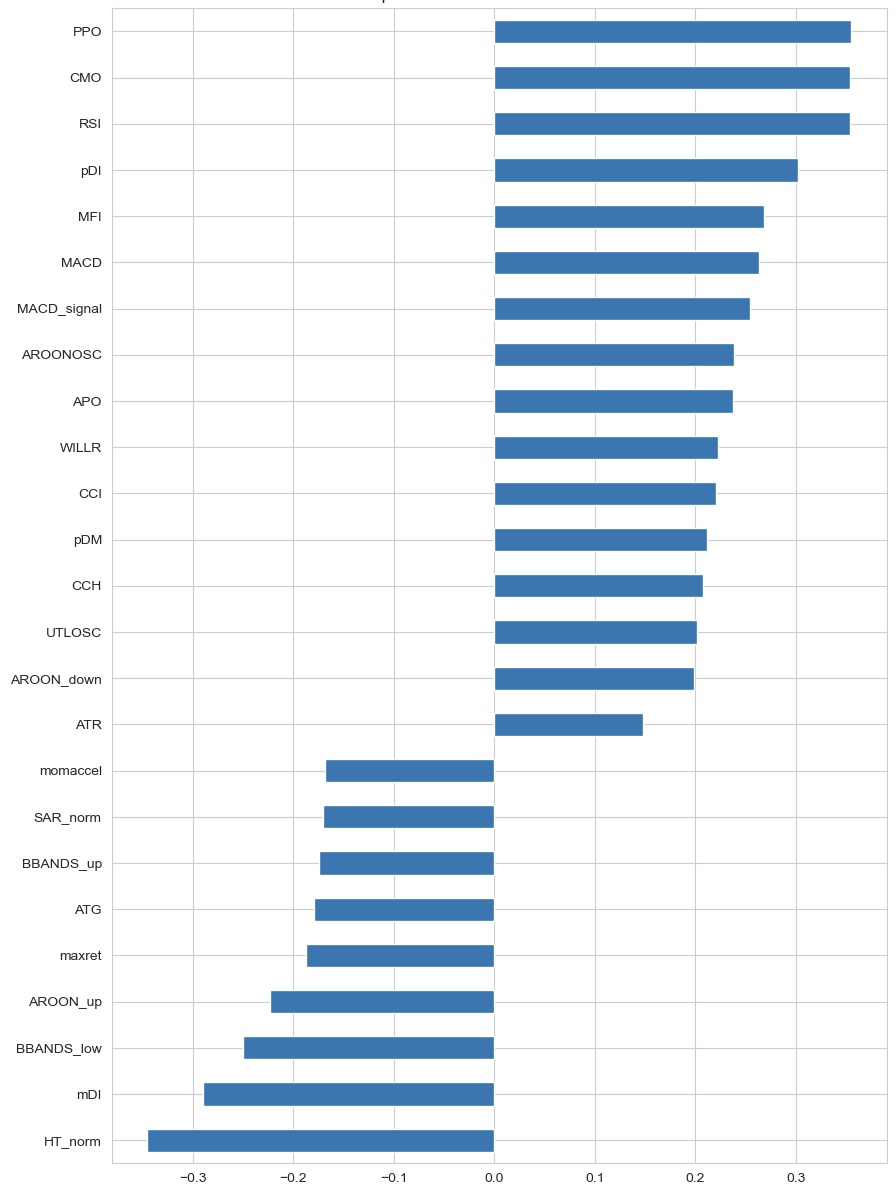 PPO
CMO
RSI
pDI
MFI
MACD
MACD_signal
AROONOSC
APO
WILLR
CCI
pDM
CCH
UTLOSC
AROON_down
ATR
momaccel
SAR_norm
BBANDS_up
ATG
maxret
AROON_up
BBANDS_low
mDI
HT_norm
−0.3 −0.2 −0.1 0.0 0.1 0.2 0.3